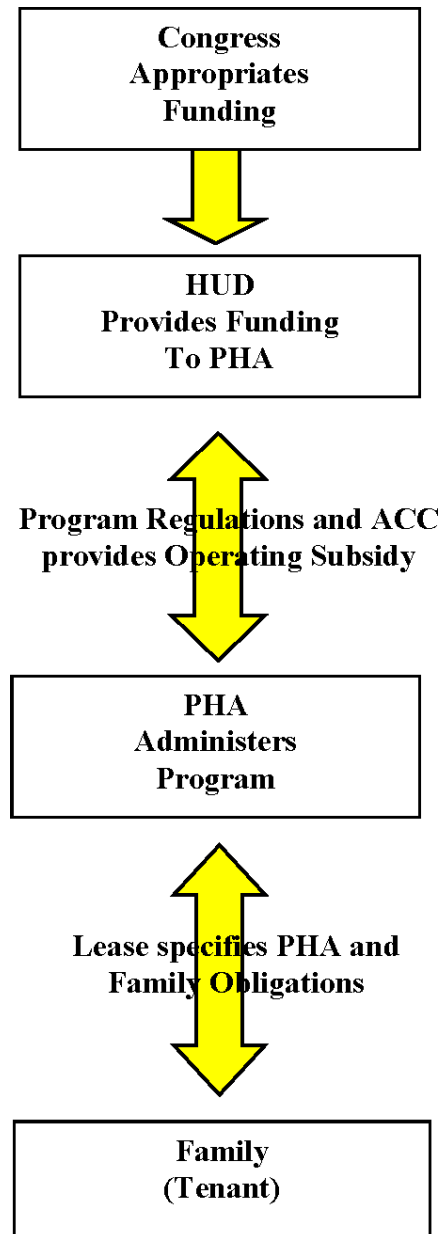 Congress
Appropriates
Funding
HUD
Provides Funding
To PHA
Program Regulations and ACC
provides Operating Subsidy
PHA
Administers
Program
Lease specifies PHA and
Family Obligations
Family
(Tenant)